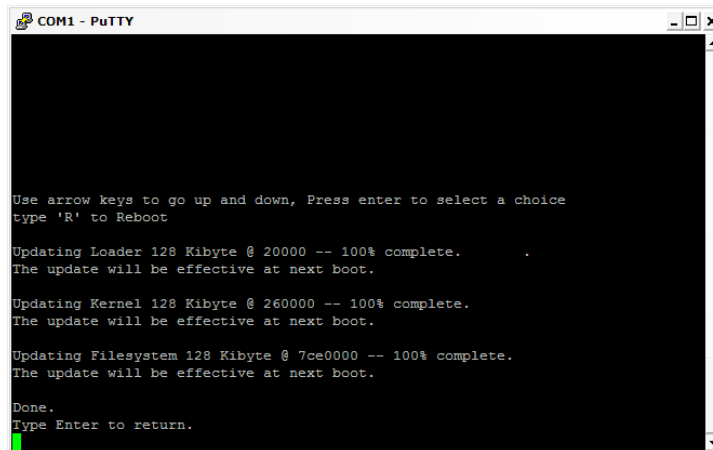 COM1 - PuTTY
Use arrow keys to go up and down, Press enter to select a choice
type 'R' to Reboot
Updating Loader 128 Kibyte @ 20000 -- 100% complete.        .
The update will be effective at next boot.
Updating Kernel 128 Kibyte @ 260000 -- 100% complete.
The update will be effective at next boot.
Updating Filesystem 128 Kibyte @ 7ce0000 -- 100% complete.
The update will be effective at next boot.
Done.
Type Enter to return.